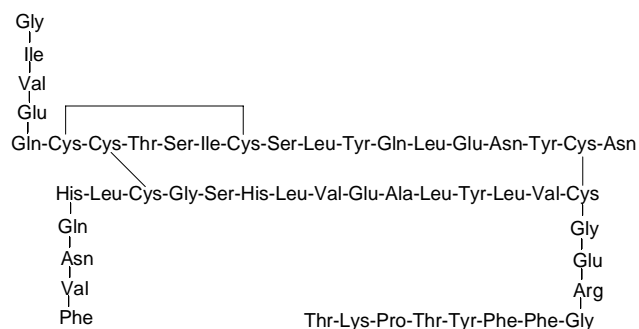 Gly
Ile
Val
Glu
Gln-Cys-Cys-Thr-Ser-Ile-Cys-Ser-Leu-Tyr-Gln-Leu-Glu-Asn-Tyr-Cys-Asn
His-Leu-Cys-Gly-Ser-His-Leu-Val-Glu-Ala-Leu-Tyr-Leu-Val-Cys
Gln
Asn
Val
Phe
Gly
Glu
Arg
Thr-Lys-Pro-Thr-Tyr-Phe-Phe-Gly